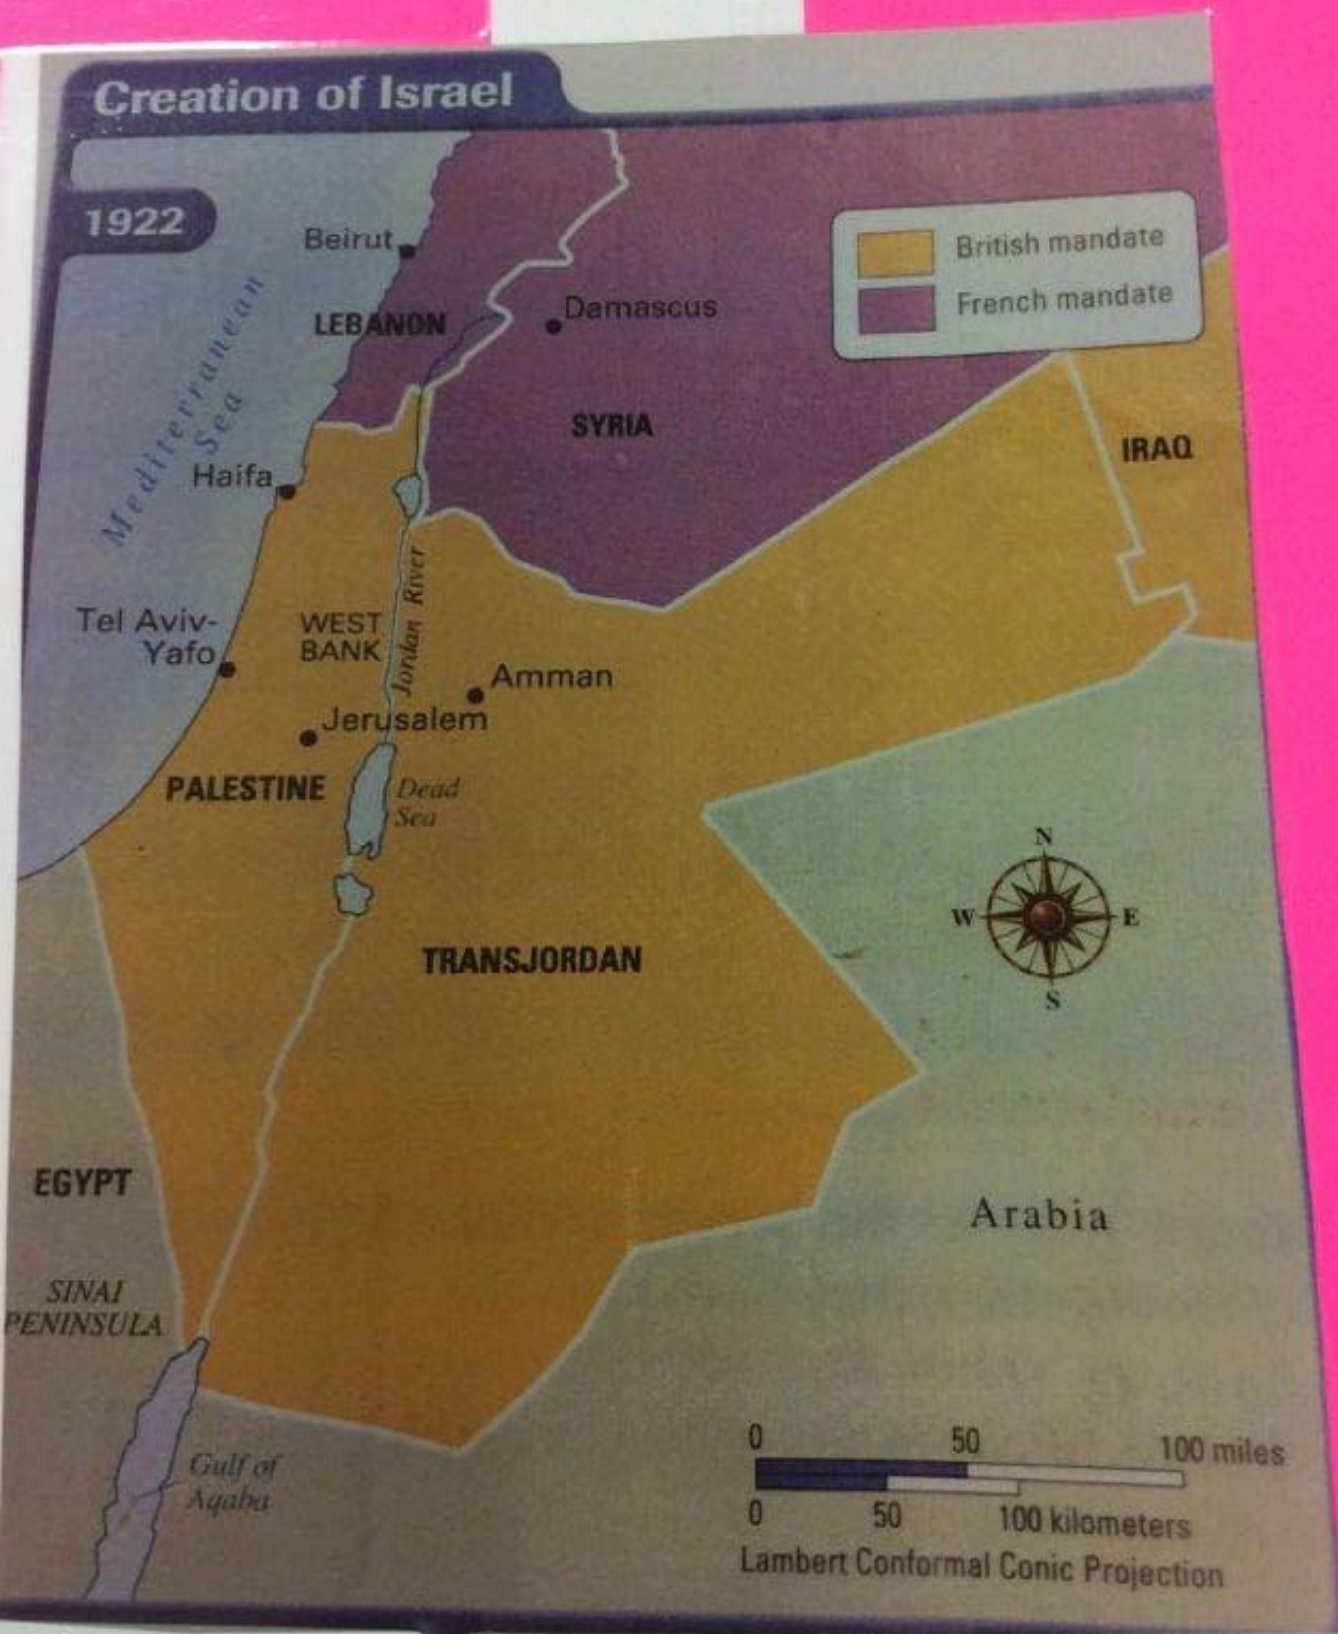 Creation of Israel
1922
Beirut
British mandate
French mandate
Damascus
LEBANON
Mediterranean
Sea
SYRIA
IRAQ
Haifa
Jordan River
Tel Aviv-
Yafo
WEST
BANK
Amman
Jerusalem
PALESTINE
Dead
Sea
N
W
E
S
TRANSJORDAN
EGYPT
Arabia
SINAI
PENINSULA
Gulf of
Aqaba
0 50 100 miles
0 50 100 kilometers
Lambert Conformal Conic Projection